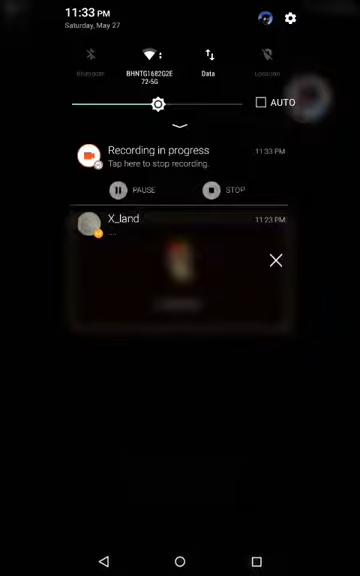 11:33 PM
Saturday, May 27
Bluetooth
BHNTG1682G2E
72-5G
Data
Location
AUTO
Recording in progress
11:33 PM
Tap here to stop recording.
PAUSE
STOP
X_land
11:23 PM
....